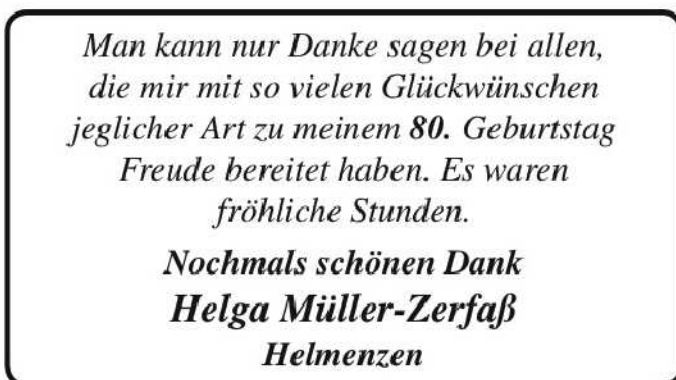 Man kann nur Danke sagen bei allen,
die mir mit so vielen Glückwünschen
jeglicher Art zu meinem 80. Geburtstag
Freude bereitet haben. Es waren
fröhliche Stunden.
Nochmals schönen Dank
Helga Müller-Zerfaß
Helmenzen